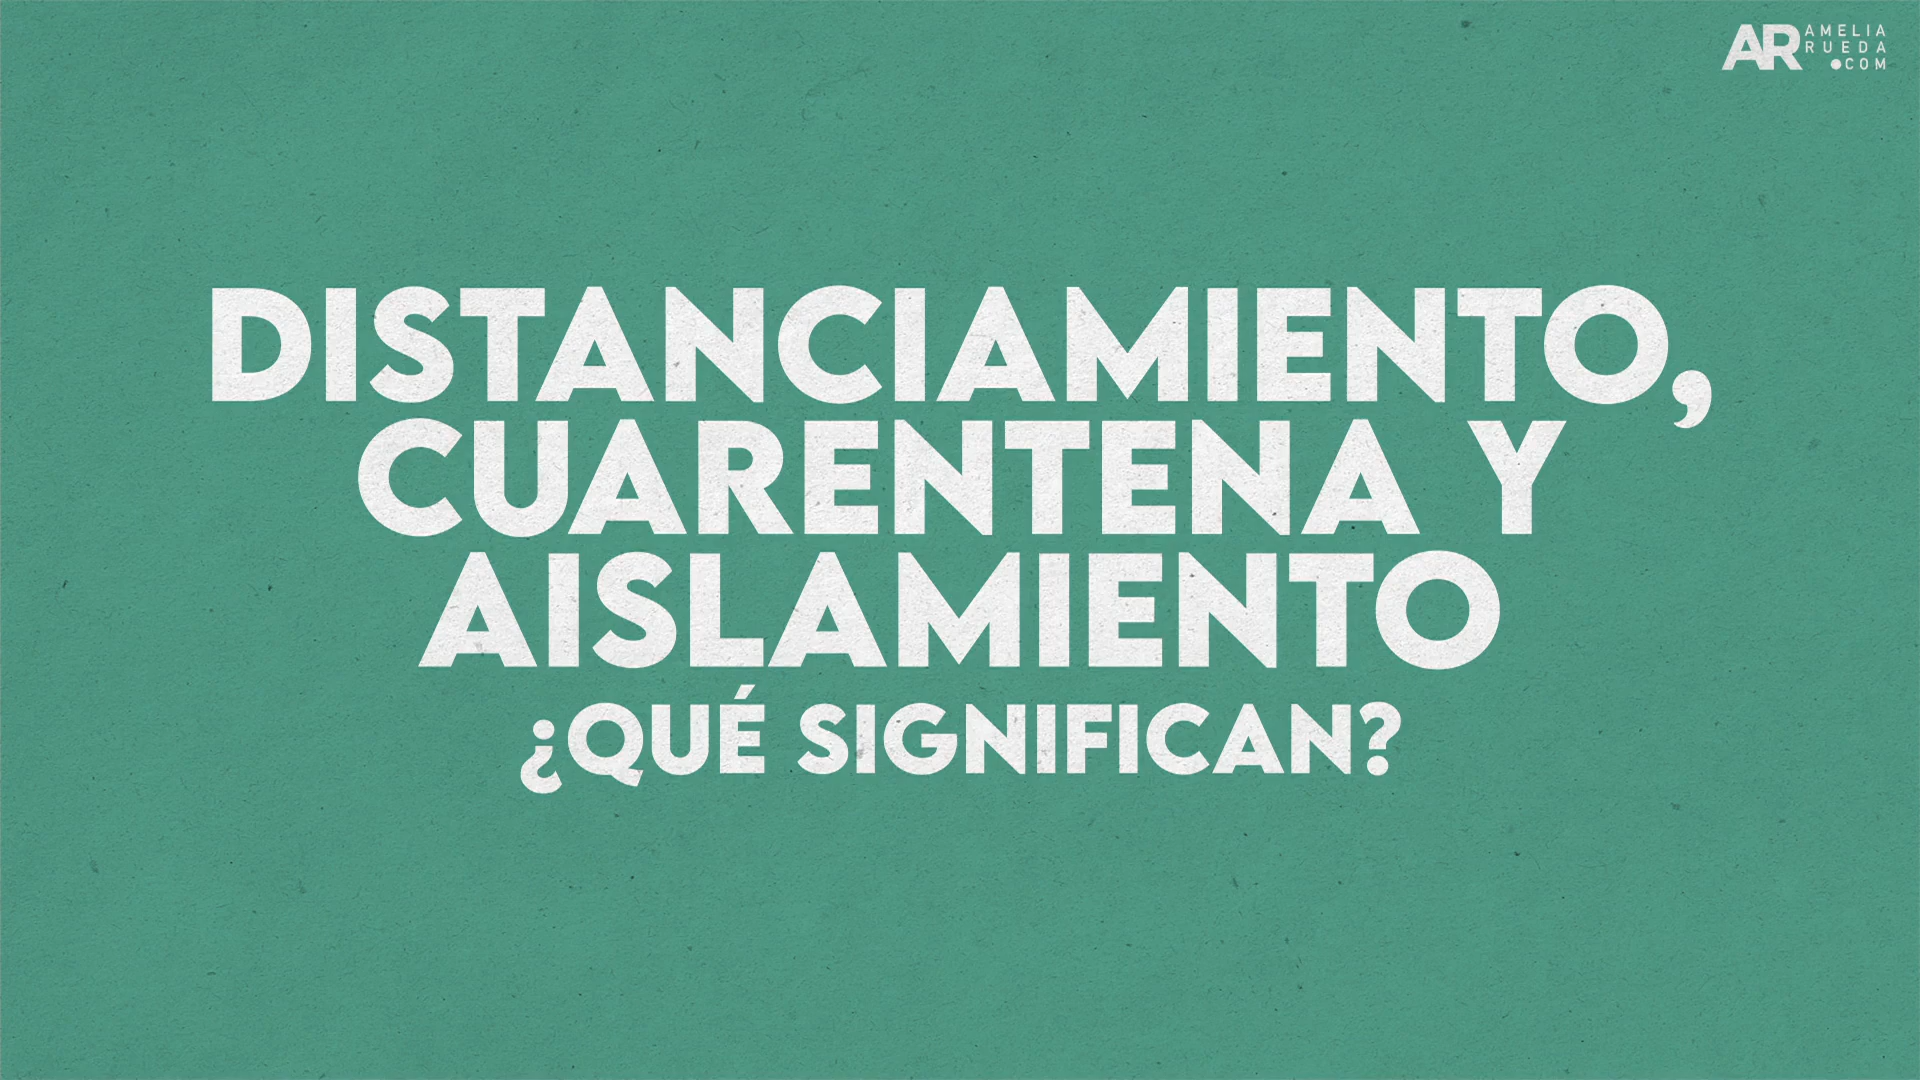 AR AMELIA
RUEDA
.COM
DISTANCIAMIENTO,
CUARENTENA Y
AISLAMIENTO
¿QUÉ SIGNIFICAN?